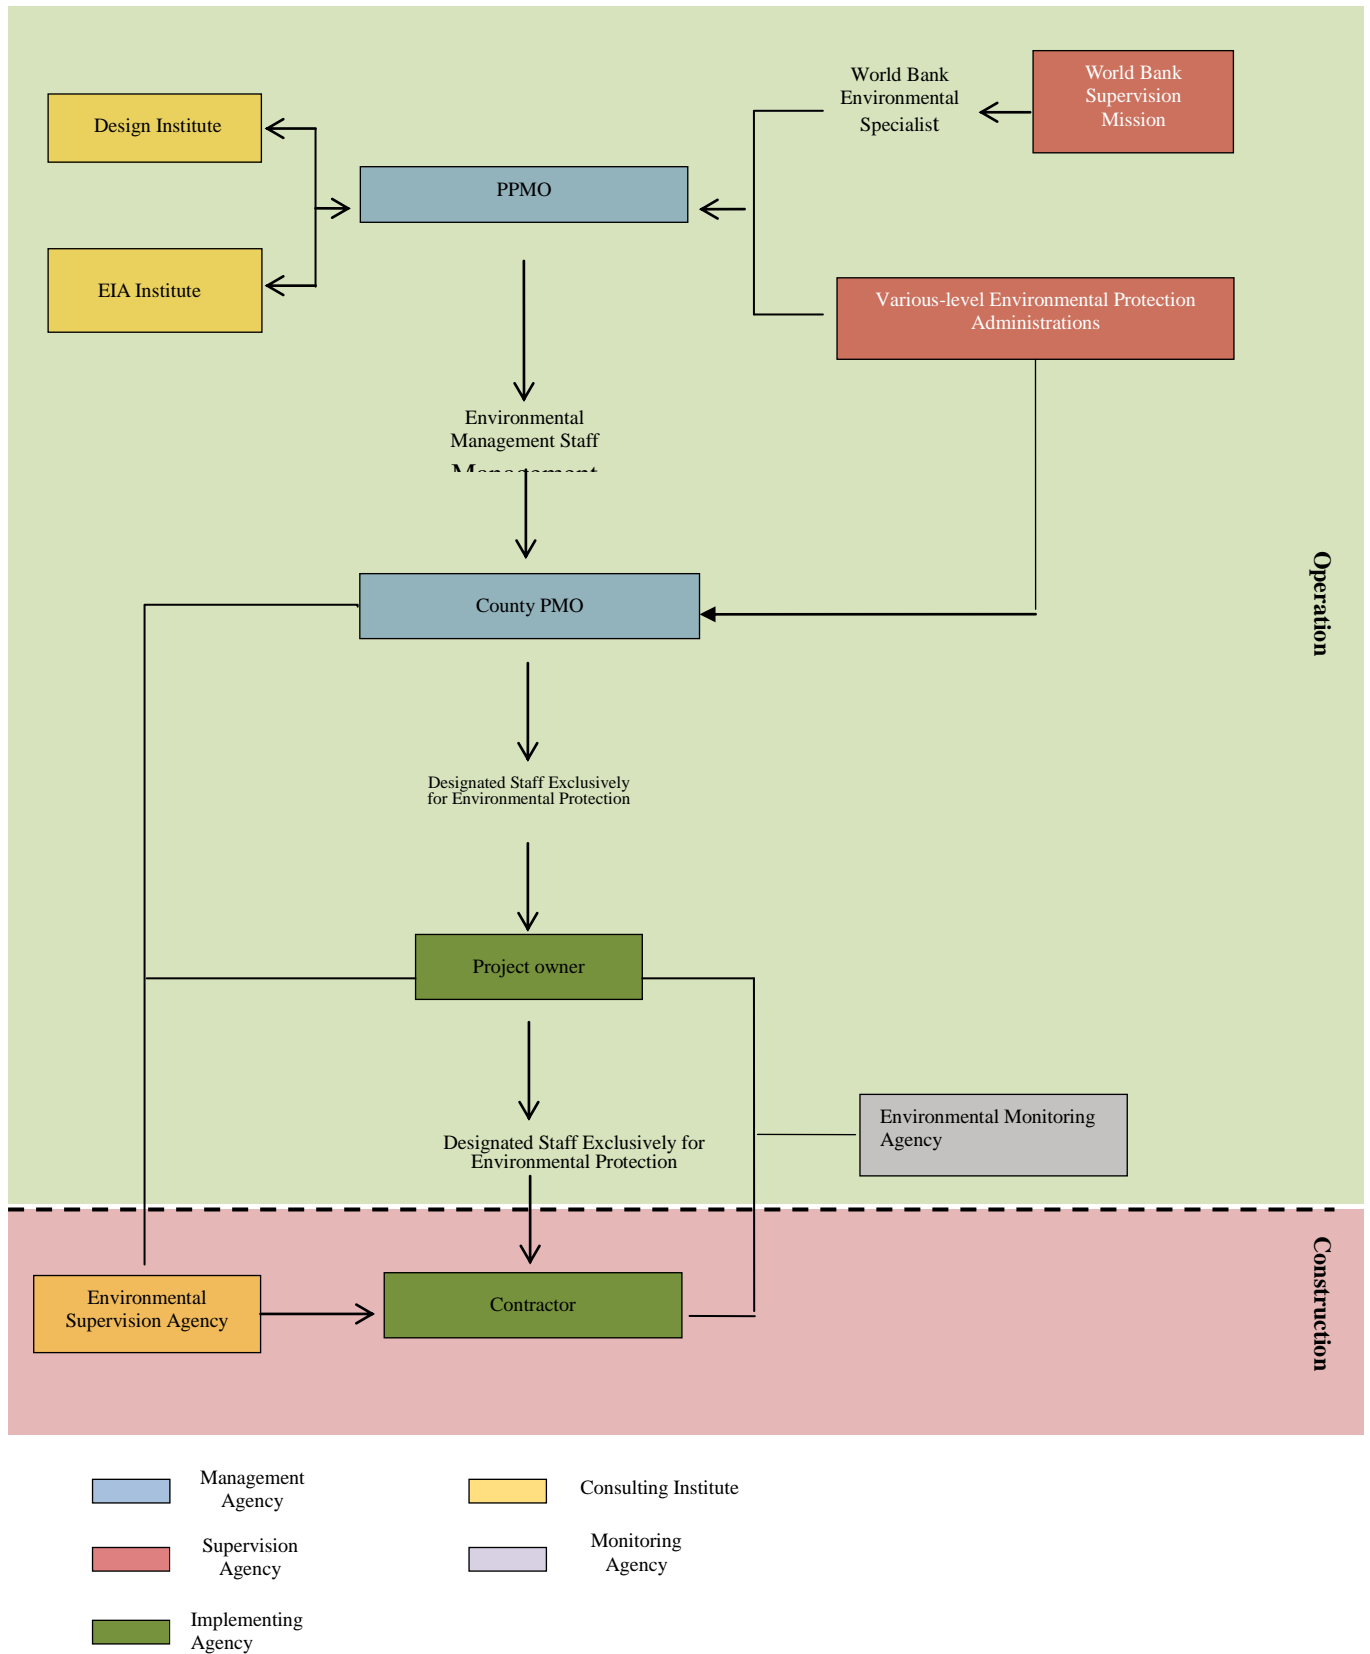 World Bank
Environmental
Specialist
World Bank
Supervision
Mission
Design Institute
PPMO
EIA Institute
Various-level Environmental Protection
Administrations
Environmental
Management Staff
Management
Operation
County PMO
Designated Staff Exclusively
for Environmental Protection
Project owner
Environmental Monitoring
Agency
Designated Staff Exclusively for
Environmental Protection
Construction
Environmental
Supervision Agency
Contractor
Management
Agency
Consulting Institute
Supervision
Agency
Monitoring
Agency
Implementing
Agency